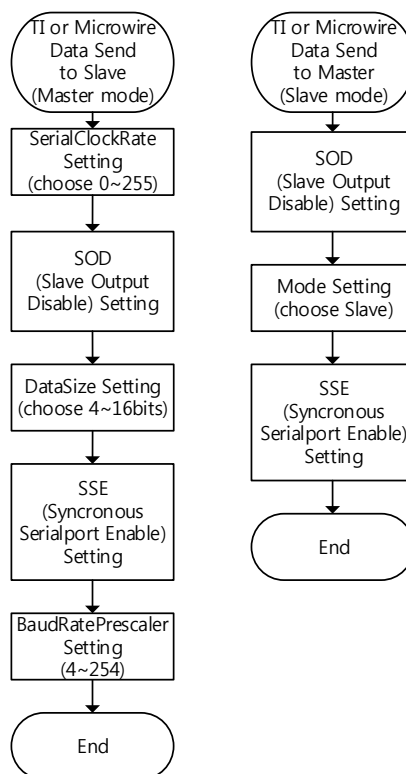 TI or Microwire
Data Send
to Slave
(Master mode)
SerialClockRate
Setting
(choose 0~255)
SOD
(Slave Output
Disable) Setting
DataSize Setting
(choose 4~16bits)
SSE
(Syncronous
Serialport Enable)
Setting
BaudRatePrescaler
Setting
(4~254)
End
TI or Microwire
Data Send
to Master
(Slave mode)
SOD
(Slave Output
Disable) Setting
Mode Setting
(choose Slave)
SSE
(Syncronous
Serialport Enable)
Setting
End